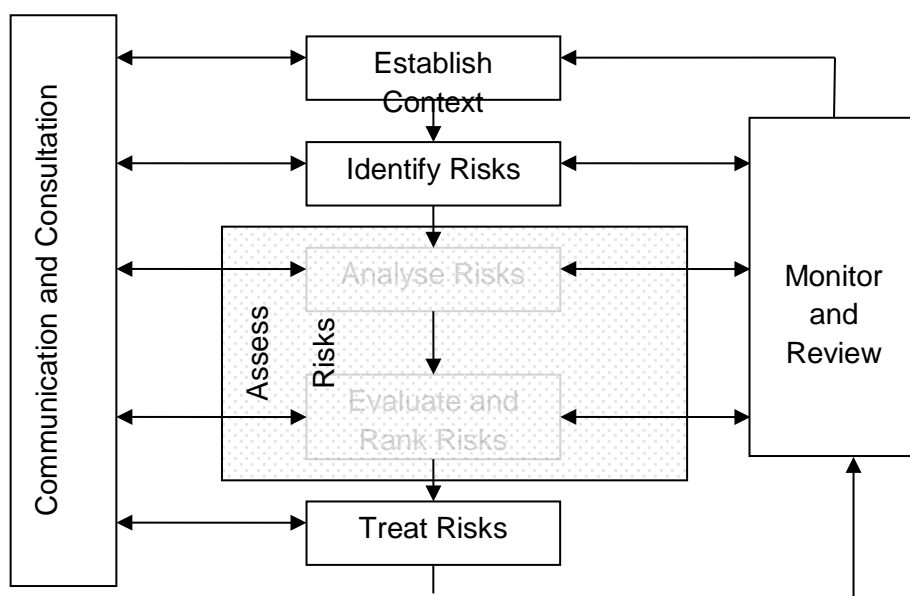 Communication and Consultation
Establish
Context
Identify Risks
Analyse Risks
Assess
Risks
Evaluate and
Rank Risks
Treat Risks
Monitor
and
Review